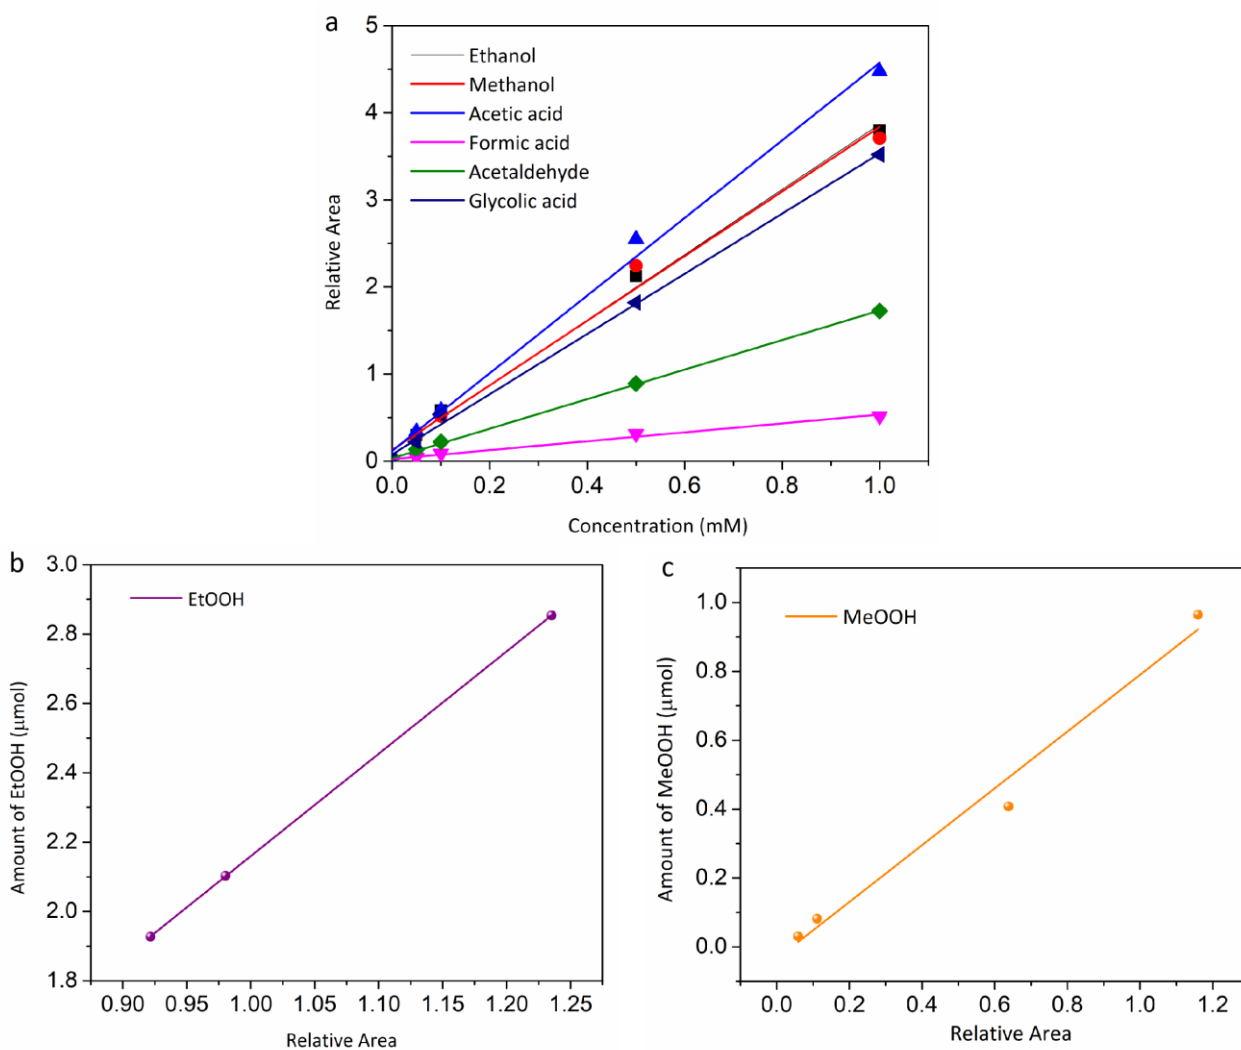 a
5
4
3
2
1
0
Relative Area
Ethanol
Methanol
Acetic acid
Formic acid
Acetaldehyde
Glycolic acid
0.0 0.2 0.4 0.6 0.8 1.0
Concentration (mM)
b
3.0
2.8
2.6
2.4
2.2
2.0
1.8
Amount of EtOOH (μmol)
EtOOH
0.90 0.95 1.00 1.05 1.10 1.15 1.20 1.25
Relative Area
c
1.0
0.8
0.6
0.4
0.2
0.0
Amount of MeOOH (μmol)
MeOOH
0.0 0.2 0.4 0.6 0.8 1.0 1.2
Relative Area